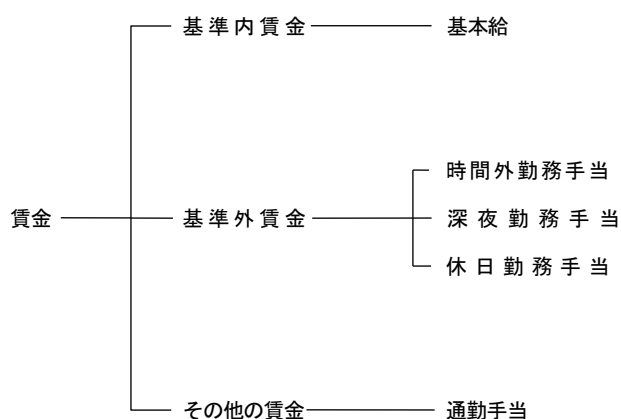 基準内賃金 基本給
時間外勤務手当
賃金 基準外賃金 深夜勤務手当
休日勤務手当
その他の賃金 通勤手当